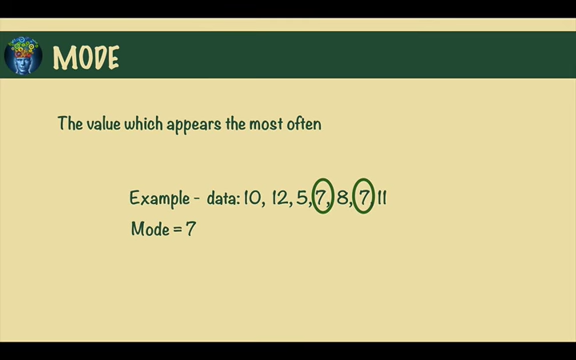 MODE
The value which appears the most often
Example - data: 10, 12, 5, 7, 8, 7 11
Mode = 7